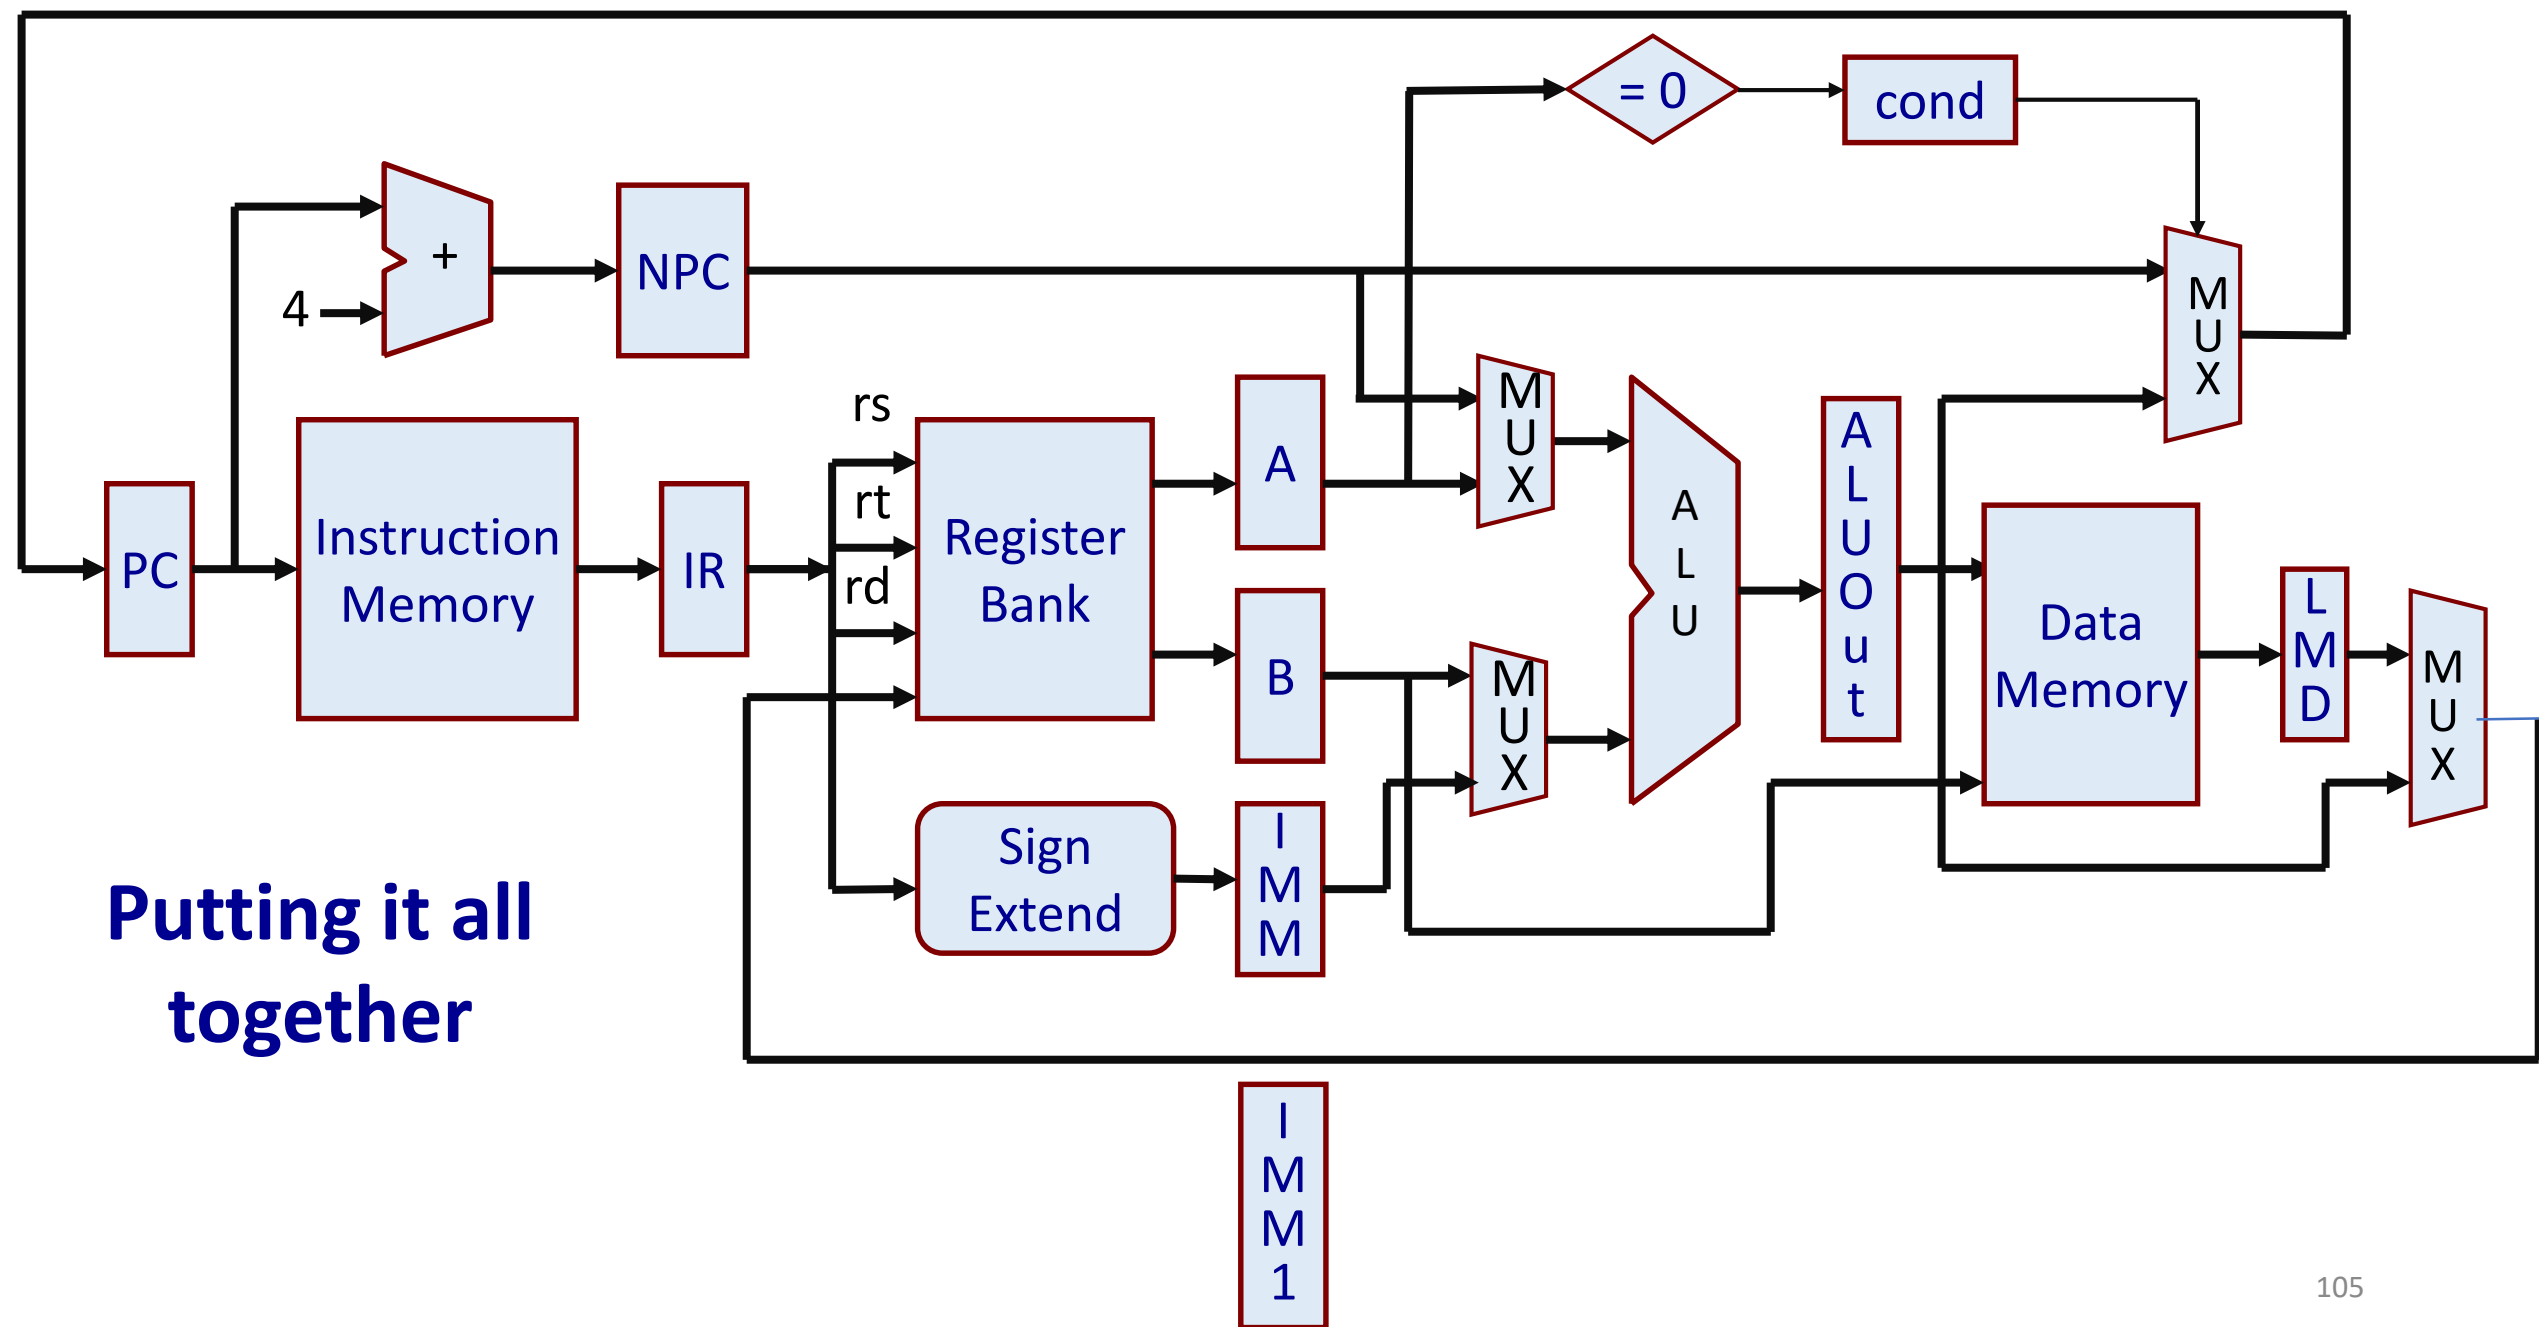 = 0
cond
+
NPC
4
M
U
X
rs
rt
rd
PC
Instruction
Memory
IR
Register
Bank
A
B
Sign
Extend
I
M
M
M
U
X
M
U
X
A
L
U
A
L
U
O
u
t
Data
Memory
L
M
D
M
U
X
Putting it all
together
I
M
M
1
105